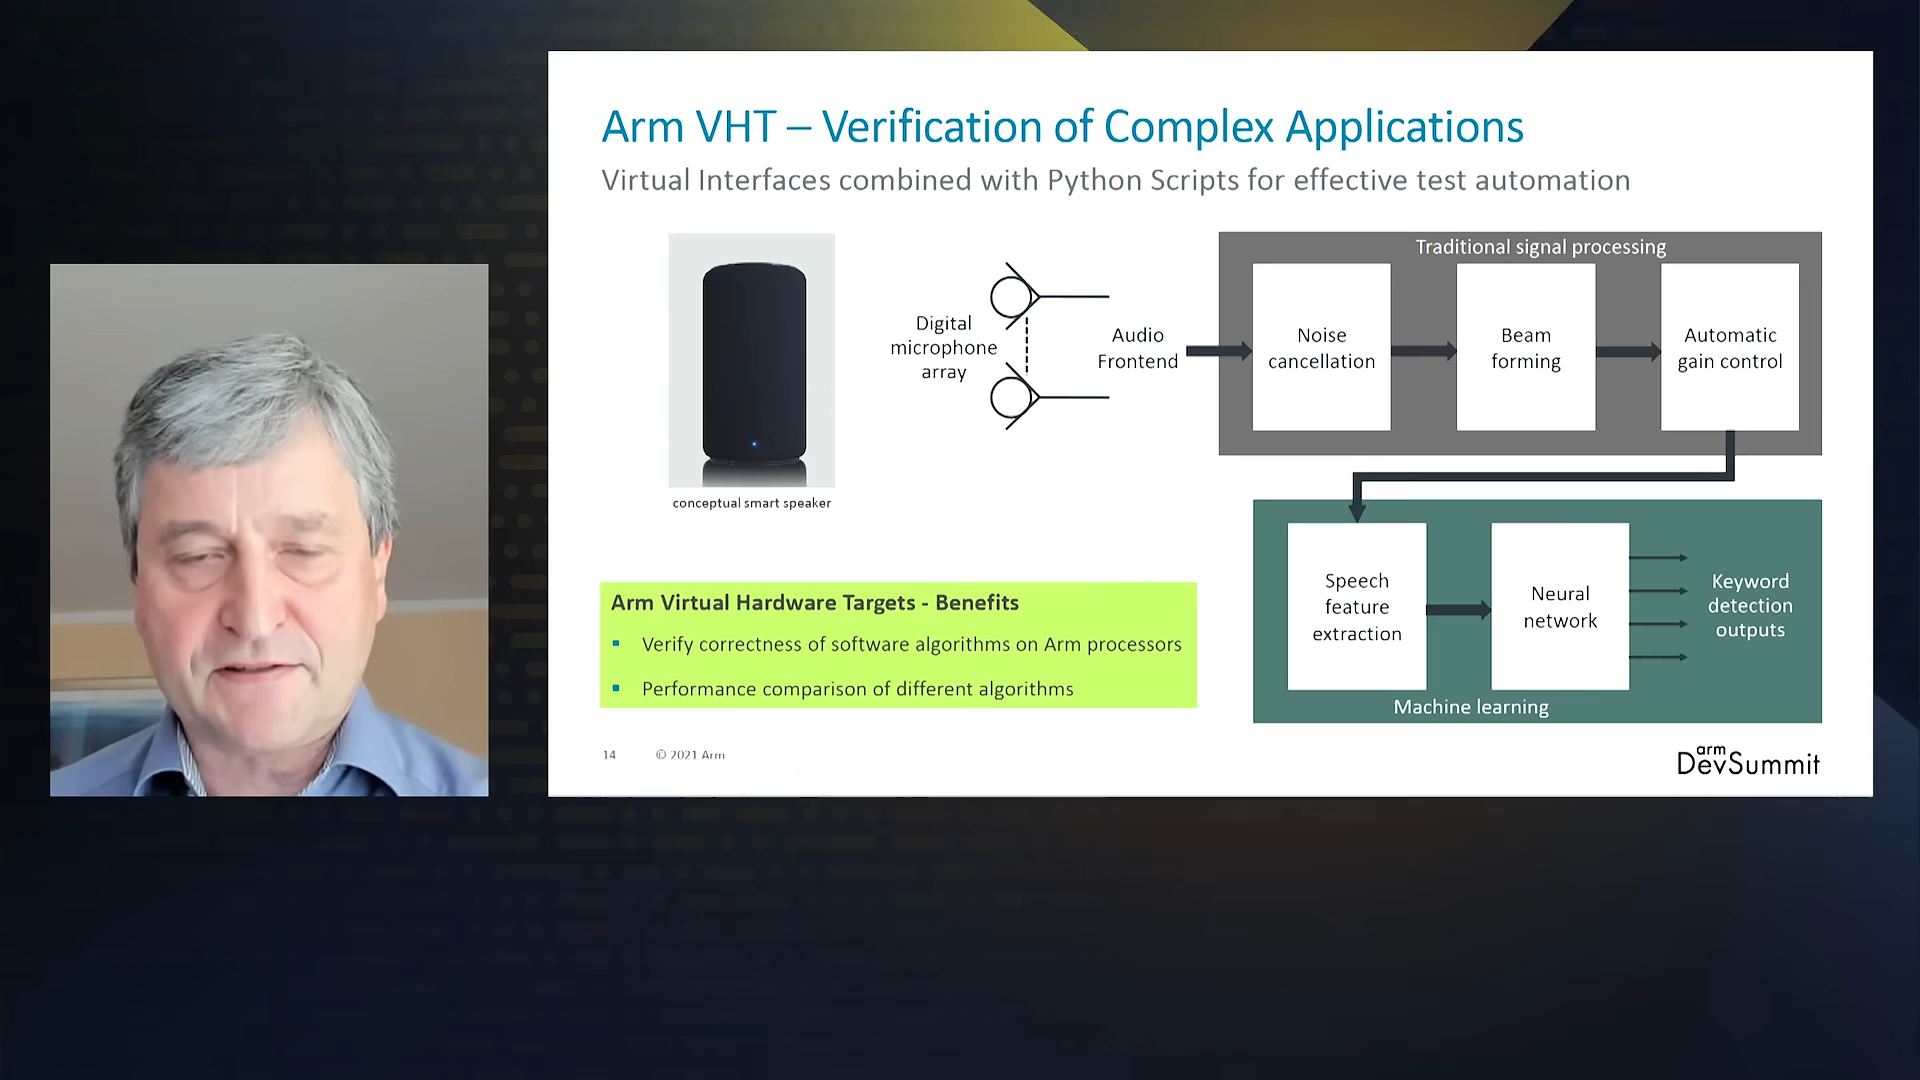 Arm VHT – Verification of Complex Applications
Virtual Interfaces combined with Python Scripts for effective test automation
conceptual smart speaker
Digital
microphone
array
Audio
Frontend
Traditional signal processing
Noise
cancellation
Beam
forming
Automatic
gain control
Speech
feature
extraction
Neural
network
Keyword
detection
outputs
Machine learning
Arm Virtual Hardware Targets - Benefits
▪ Verify correctness of software algorithms on Arm processors
▪ Performance comparison of different algorithms
14 © 2021 Arm
arm
DevSummit